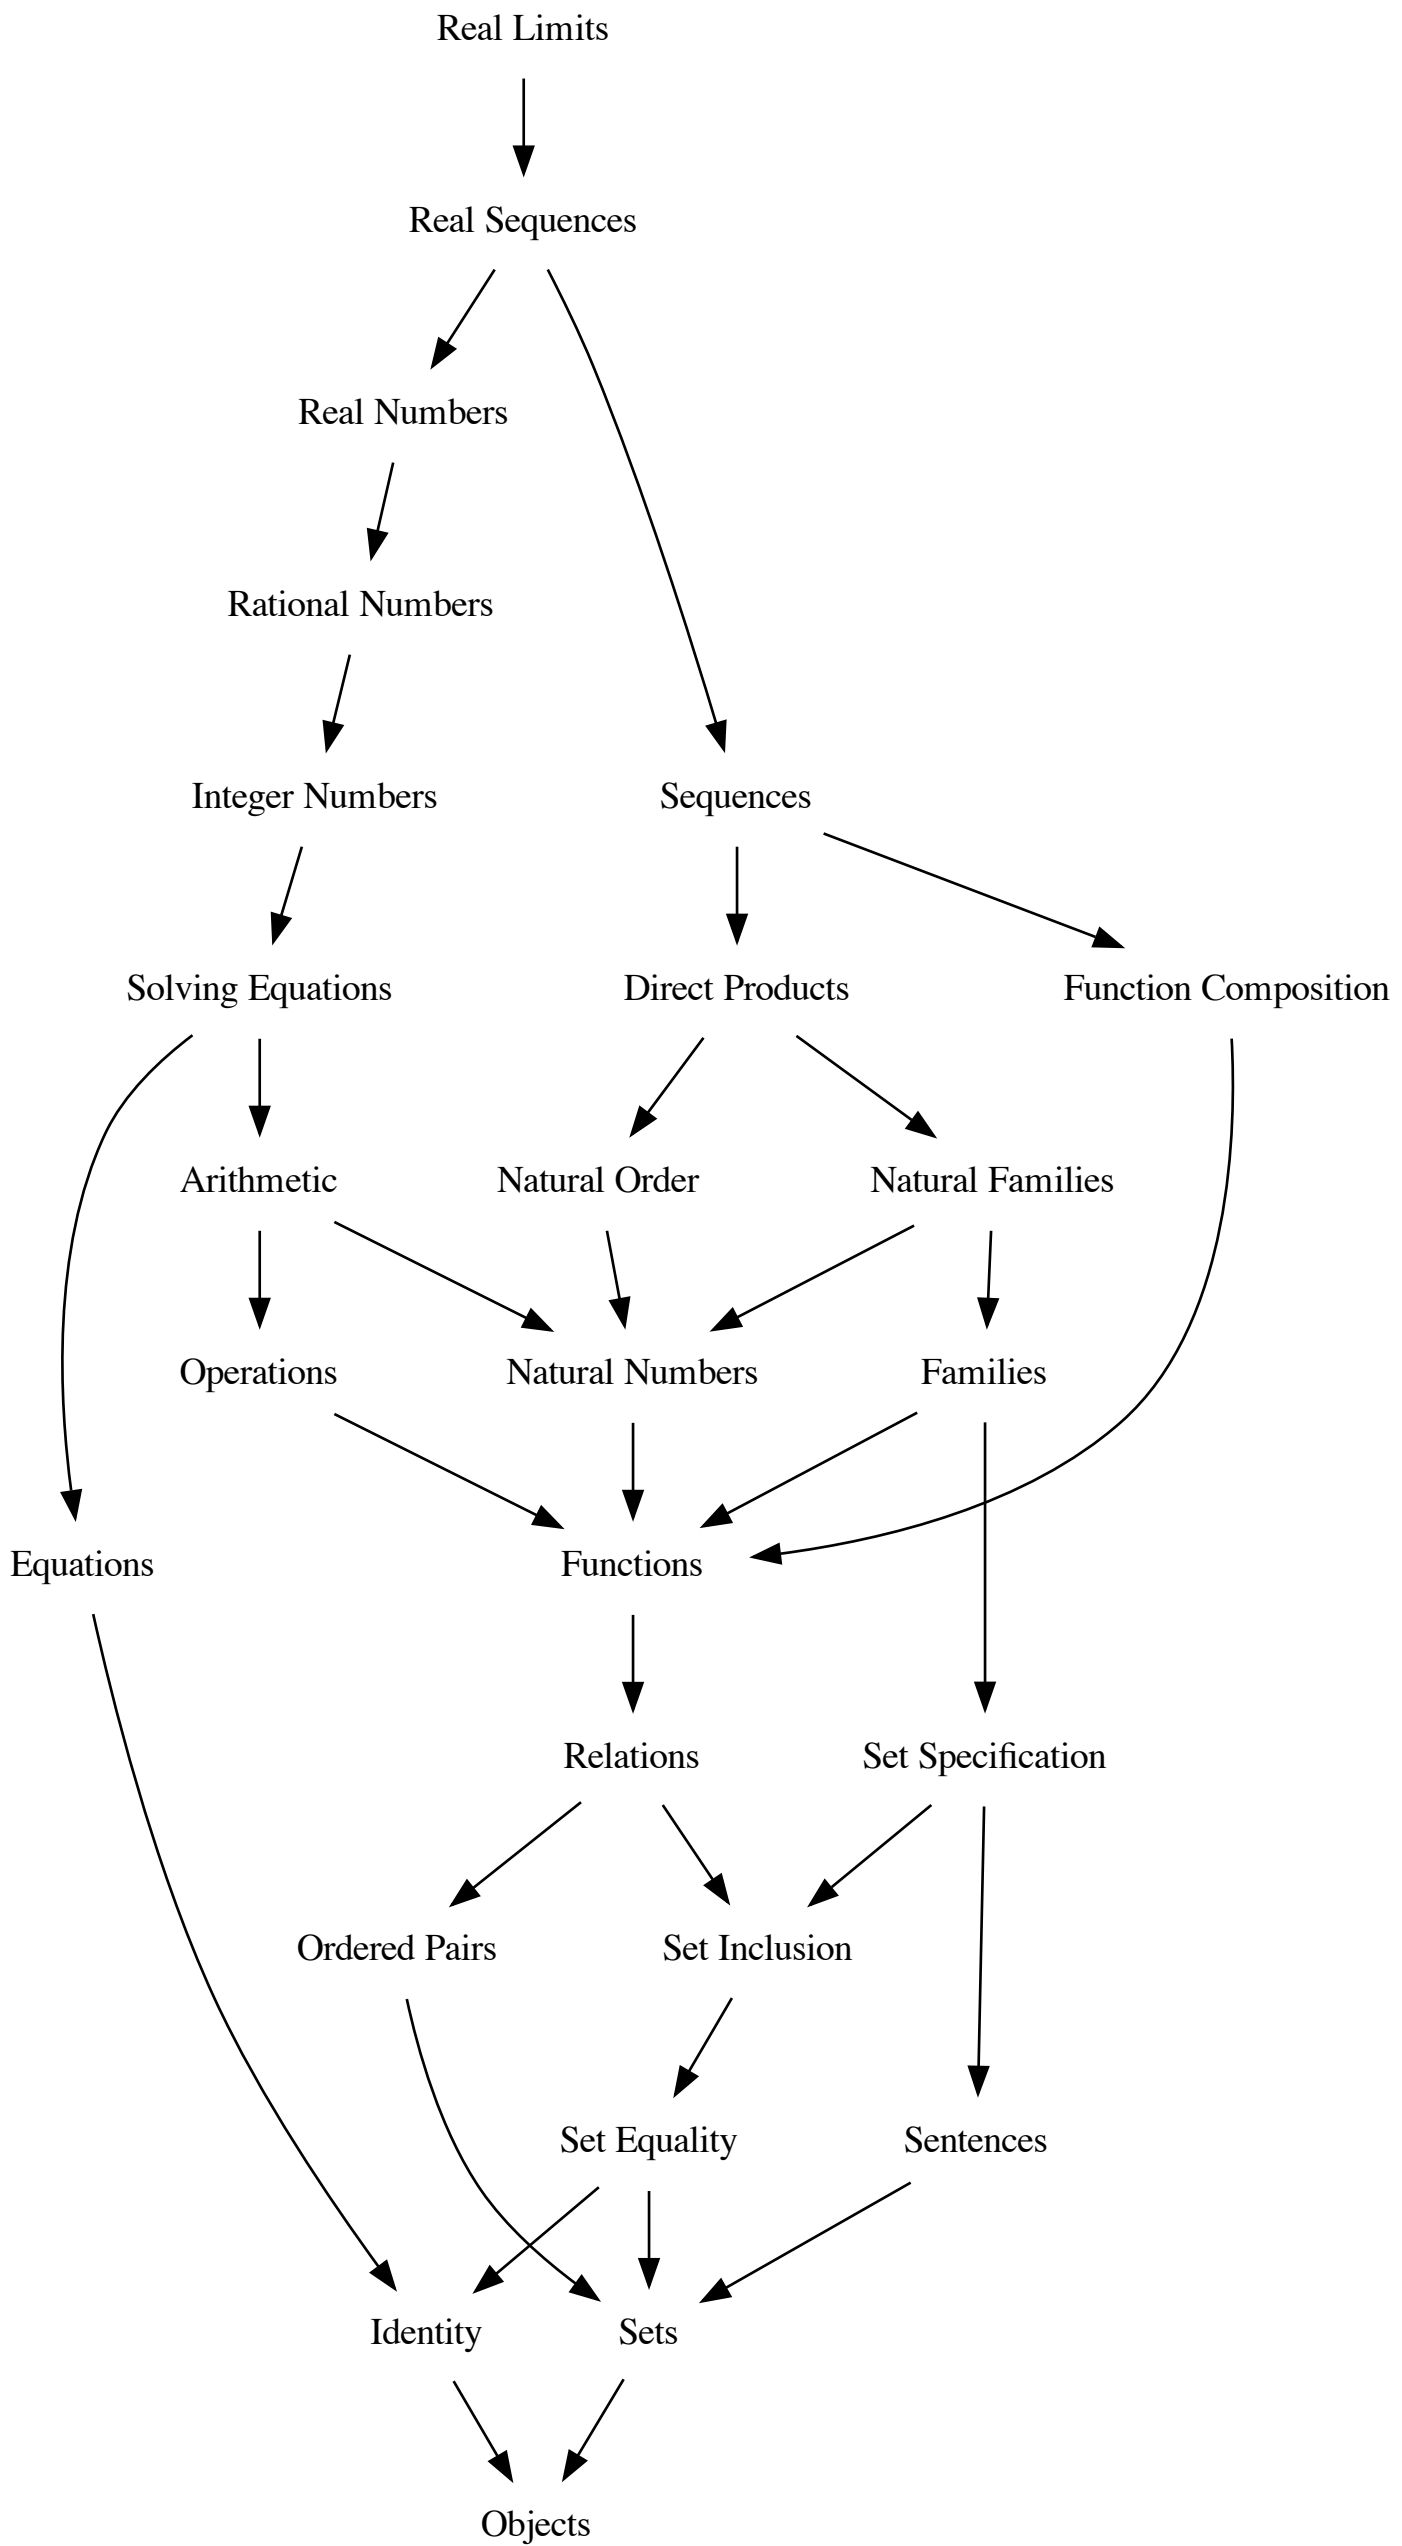 Real Limits
Real Sequences
Real Numbers
Rational Numbers
Integer Numbers
Sequences
Solving Equations
Direct Products
Function Composition
Arithmetic
Natural Order
Natural Families
Operations
Natural Numbers
Families
Equations
Functions
Relations
Set Specification
Ordered Pairs
Set Inclusion
Set Equality
Sentences
Identity
Sets
Objects